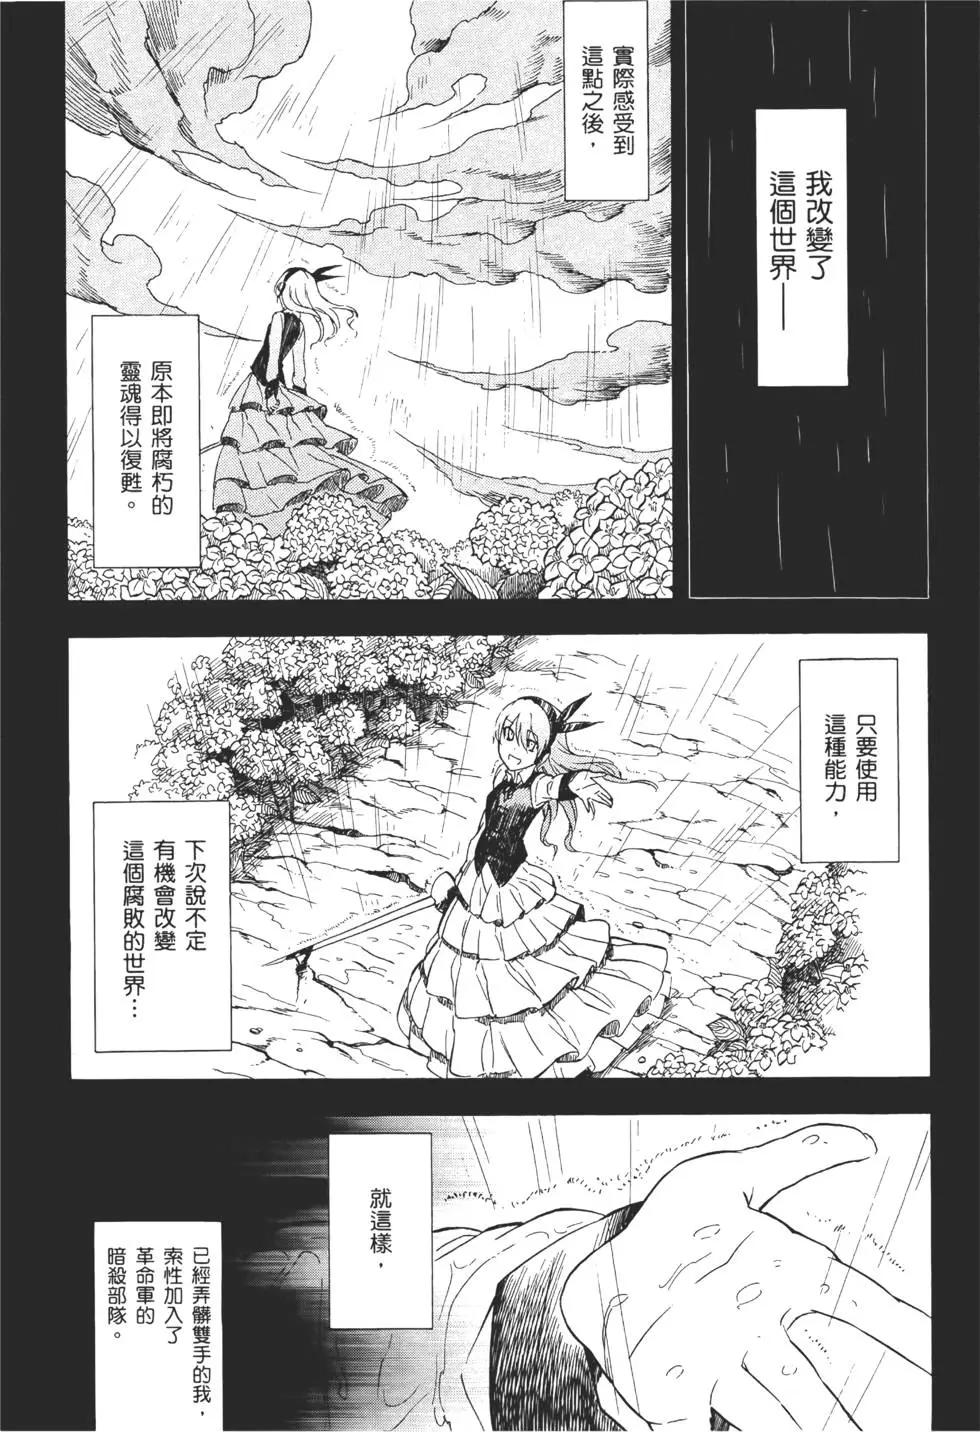 我改變了
這個世界──
實際感受到
這點之後，
原本即將腐朽的
靈魂得以復甦。
只要使用
這種能力，
下次說不定
有機會改變
這個腐敗的世界…
就這樣，
已經弄髒雙手的我，
索性加入了
革命軍的
暗殺部隊。